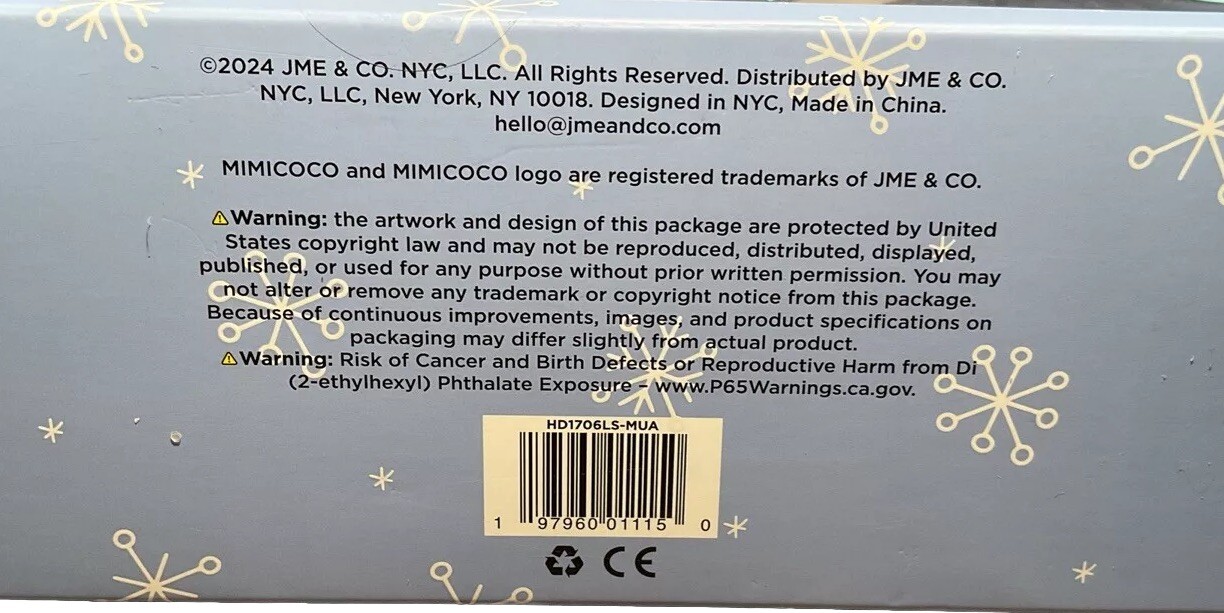 ©2024 JME & CO. NYC, LLC. All Rights Reserved. Distributed by JME & CO.
NYC, LLC, New York, NY 10018. Designed in NYC, Made in China.
hello@jmeandco.com
MIMICOCO and MIMICOCO logo are registered trademarks of JME & CO.
⚠Warning: the artwork and design of this package are protected by United
States copyright law and may not be reproduced, distributed, displayed,
published, or used for any purpose without prior written permission. You may
not alter or remove any trademark or copyright notice from this package.
Because of continuous improvements, images, and product specifications on
packaging may differ slightly from actual product.
⚠Warning: Risk of Cancer and Birth Defects or Reproductive Harm from Di
(2-ethylhexyl) Phthalate Exposure - www.P65Warnings.ca.gov.
HD1706LS-MUA
1 97960 01115 0
CE